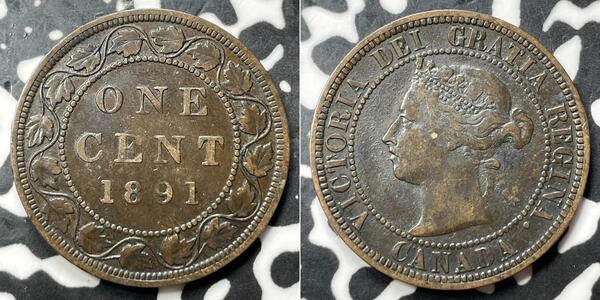 ONE
CENT
1891
VICTORIA DEI GRATIA REGINA.
CANADA